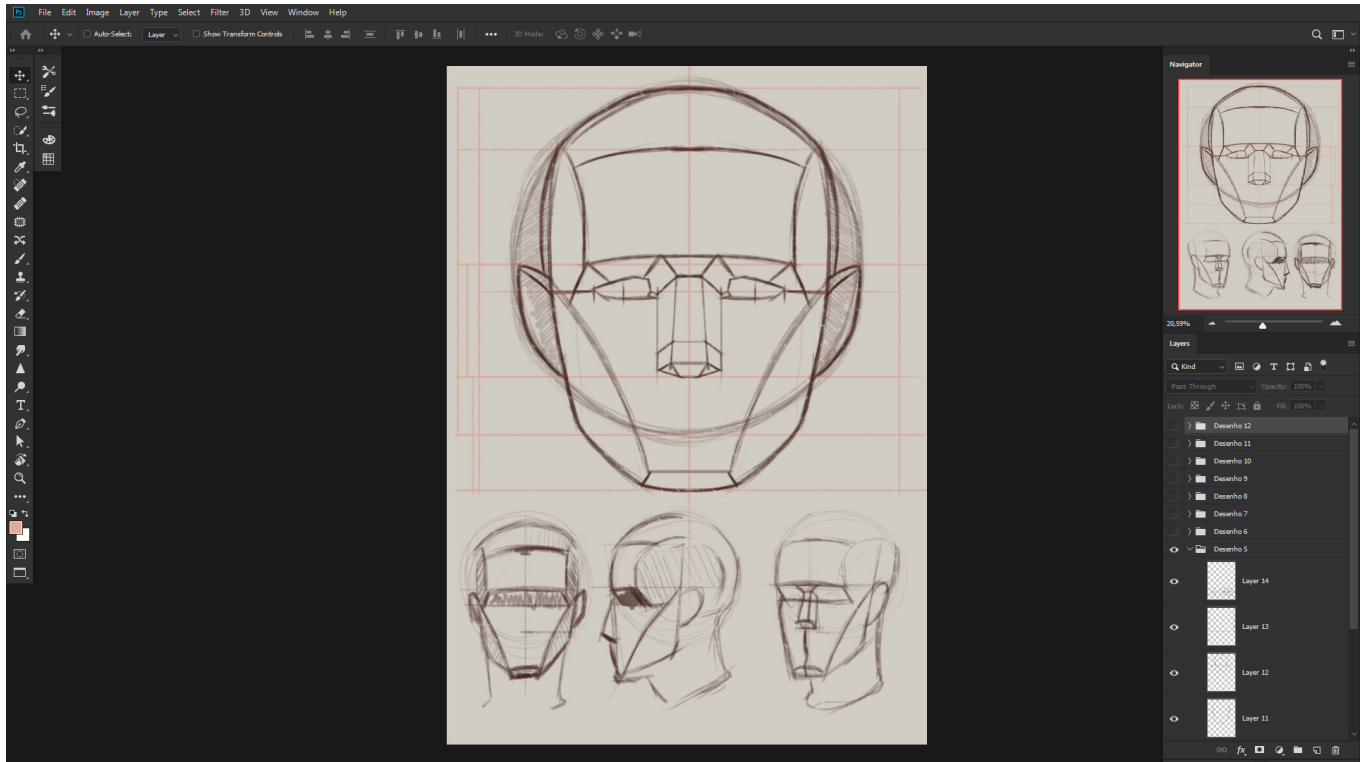 Ps File Edit Image Layer Type Select Filter 3D View Window Help
Auto-Select: Layer Show Transform Controls 3D Mode:
Navigator
20,59%
Layers
Kind
Pass Through Opacity: 100%
Lock: Fill: 100%
Desenho 12
Desenho 11
Desenho 10
Desenho 9
Desenho 8
Desenho 7
Desenho 6
Desenho 5
Layer 14
Layer 13
Layer 12
Layer 11
fx